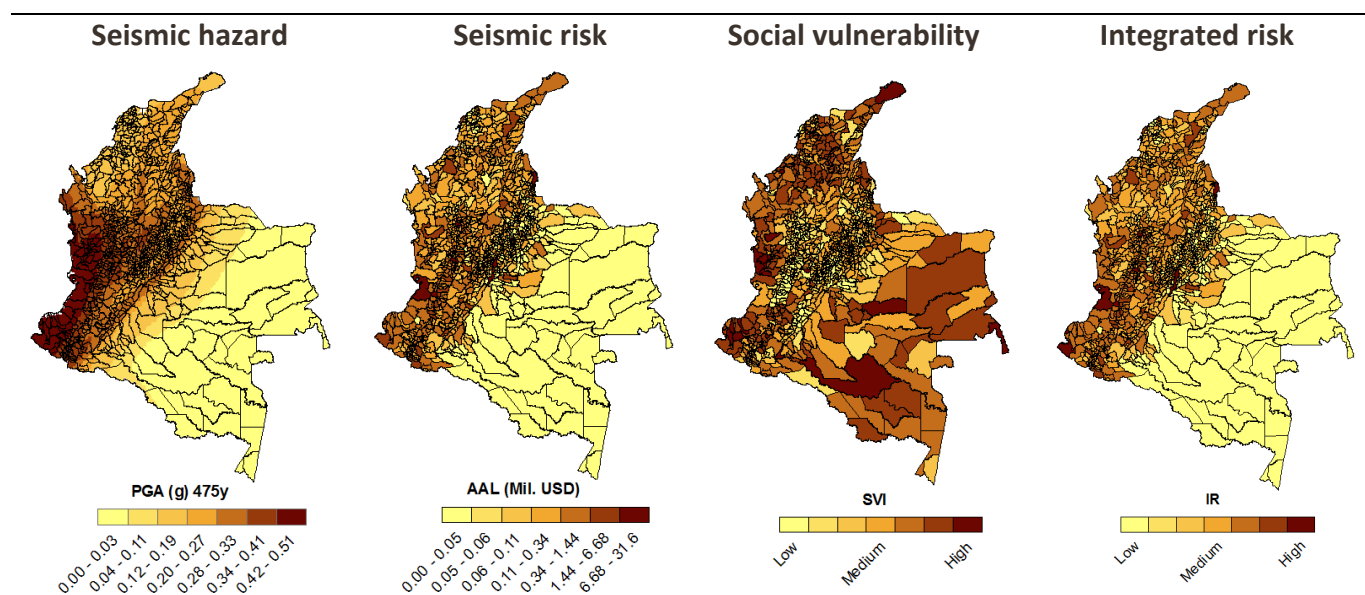 Seismic hazard
Seismic risk
Social vulnerability
Integrated risk
PGA (g) 475y
0.00 - 0.03
0.04 - 0.11
0.12 - 0.19
0.20 - 0.27
0.28 - 0.33
0.34 - 0.41
0.42 - 0.51
AAL (Mil. USD)
0.00 - 0.05
0.05 - 0.06
0.06 - 0.11
0.11 - 0.34
0.34 - 1.44
1.44 - 6.68
6.68 - 31.6
SVI
Low
Medium
High
IR
Low
Medium
High